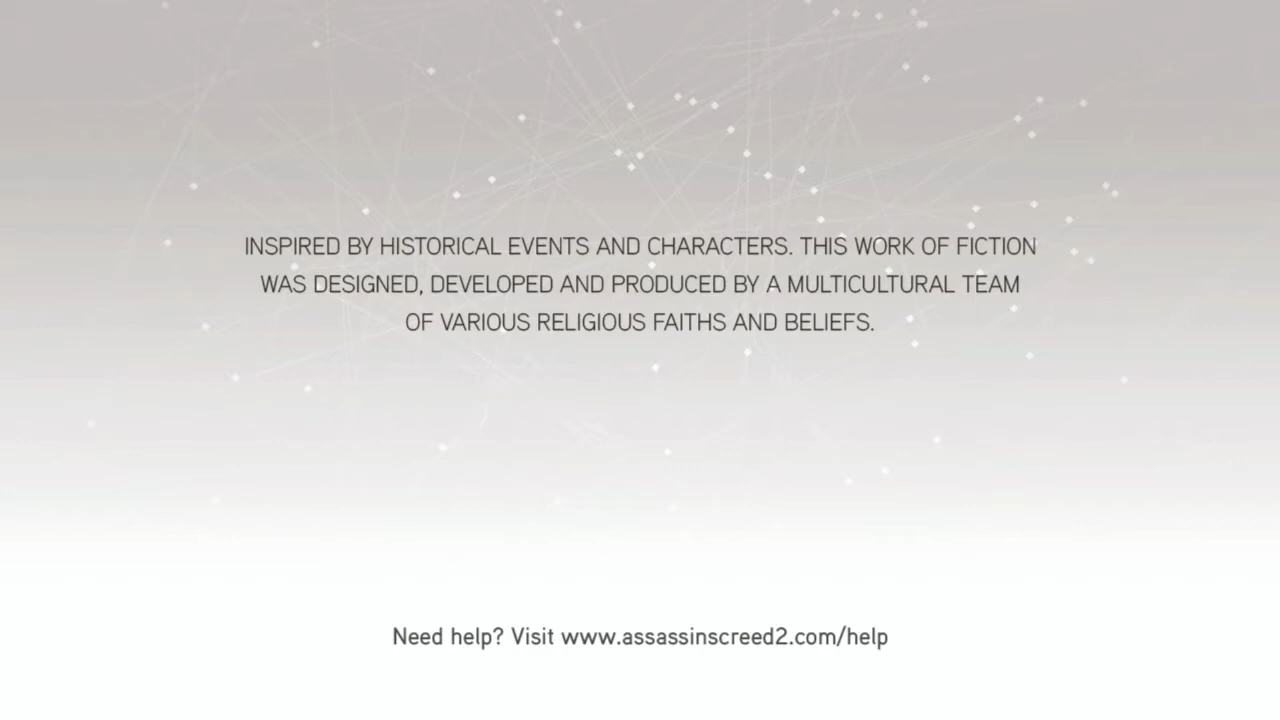 INSPIRED BY HISTORICAL EVENTS AND CHARACTERS. THIS WORK OF FICTION
WAS DESIGNED, DEVELOPED AND PRODUCED BY A MULTICULTURAL TEAM
OF VARIOUS RELIGIOUS FAITHS AND BELIEFS.
Need help? Visit www.assassinscreed2.com/help